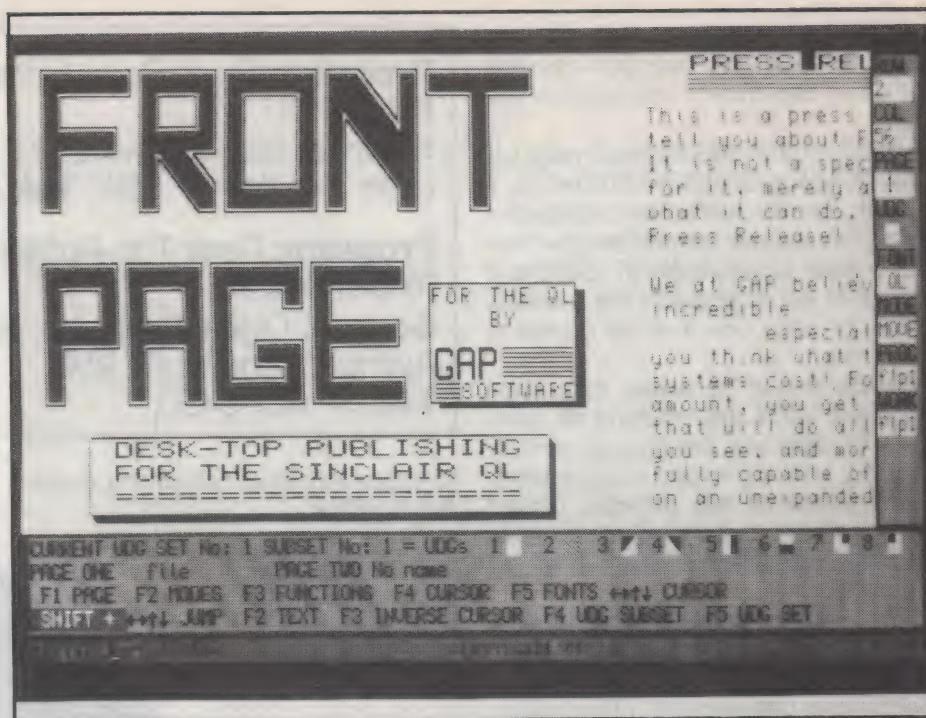 FRONT
PAGE
FOR THE QL
BY
GAP
SOFTWARE
DESK-TOP PUBLISHING
FOR THE SINCLAIR QL
====================
PRESS REL
This is a press
tell you about F
It is not a spec
for it, merely a
what it can do.
Press Release!
We at GAP believ
incredible
especial
you think what t
systems cost! Fo
amount, you get
that will do all
you see, and mor
fully capable of
on an unexpanded
2
COL
56
PAGE
1
UDG
FONT
QL
MODE
MOVE
PROG
flp1
WORK
flp1
CURRENT UDG SET No: 1 SUBSET No: 1 = UDGs 1 2 3 4 5 6 7 8
PAGE ONE file PAGE TWO No name
F1 PAGE F2 MODES F3 FUNCTIONS F4 CURSOR F5 FONTS ↔↑↓ CURSOR
SHIFT + ↔↑↓ JUMP F2 TEXT F3 INVERSE CURSOR F4 UDG SUBSET F5 UDG SET